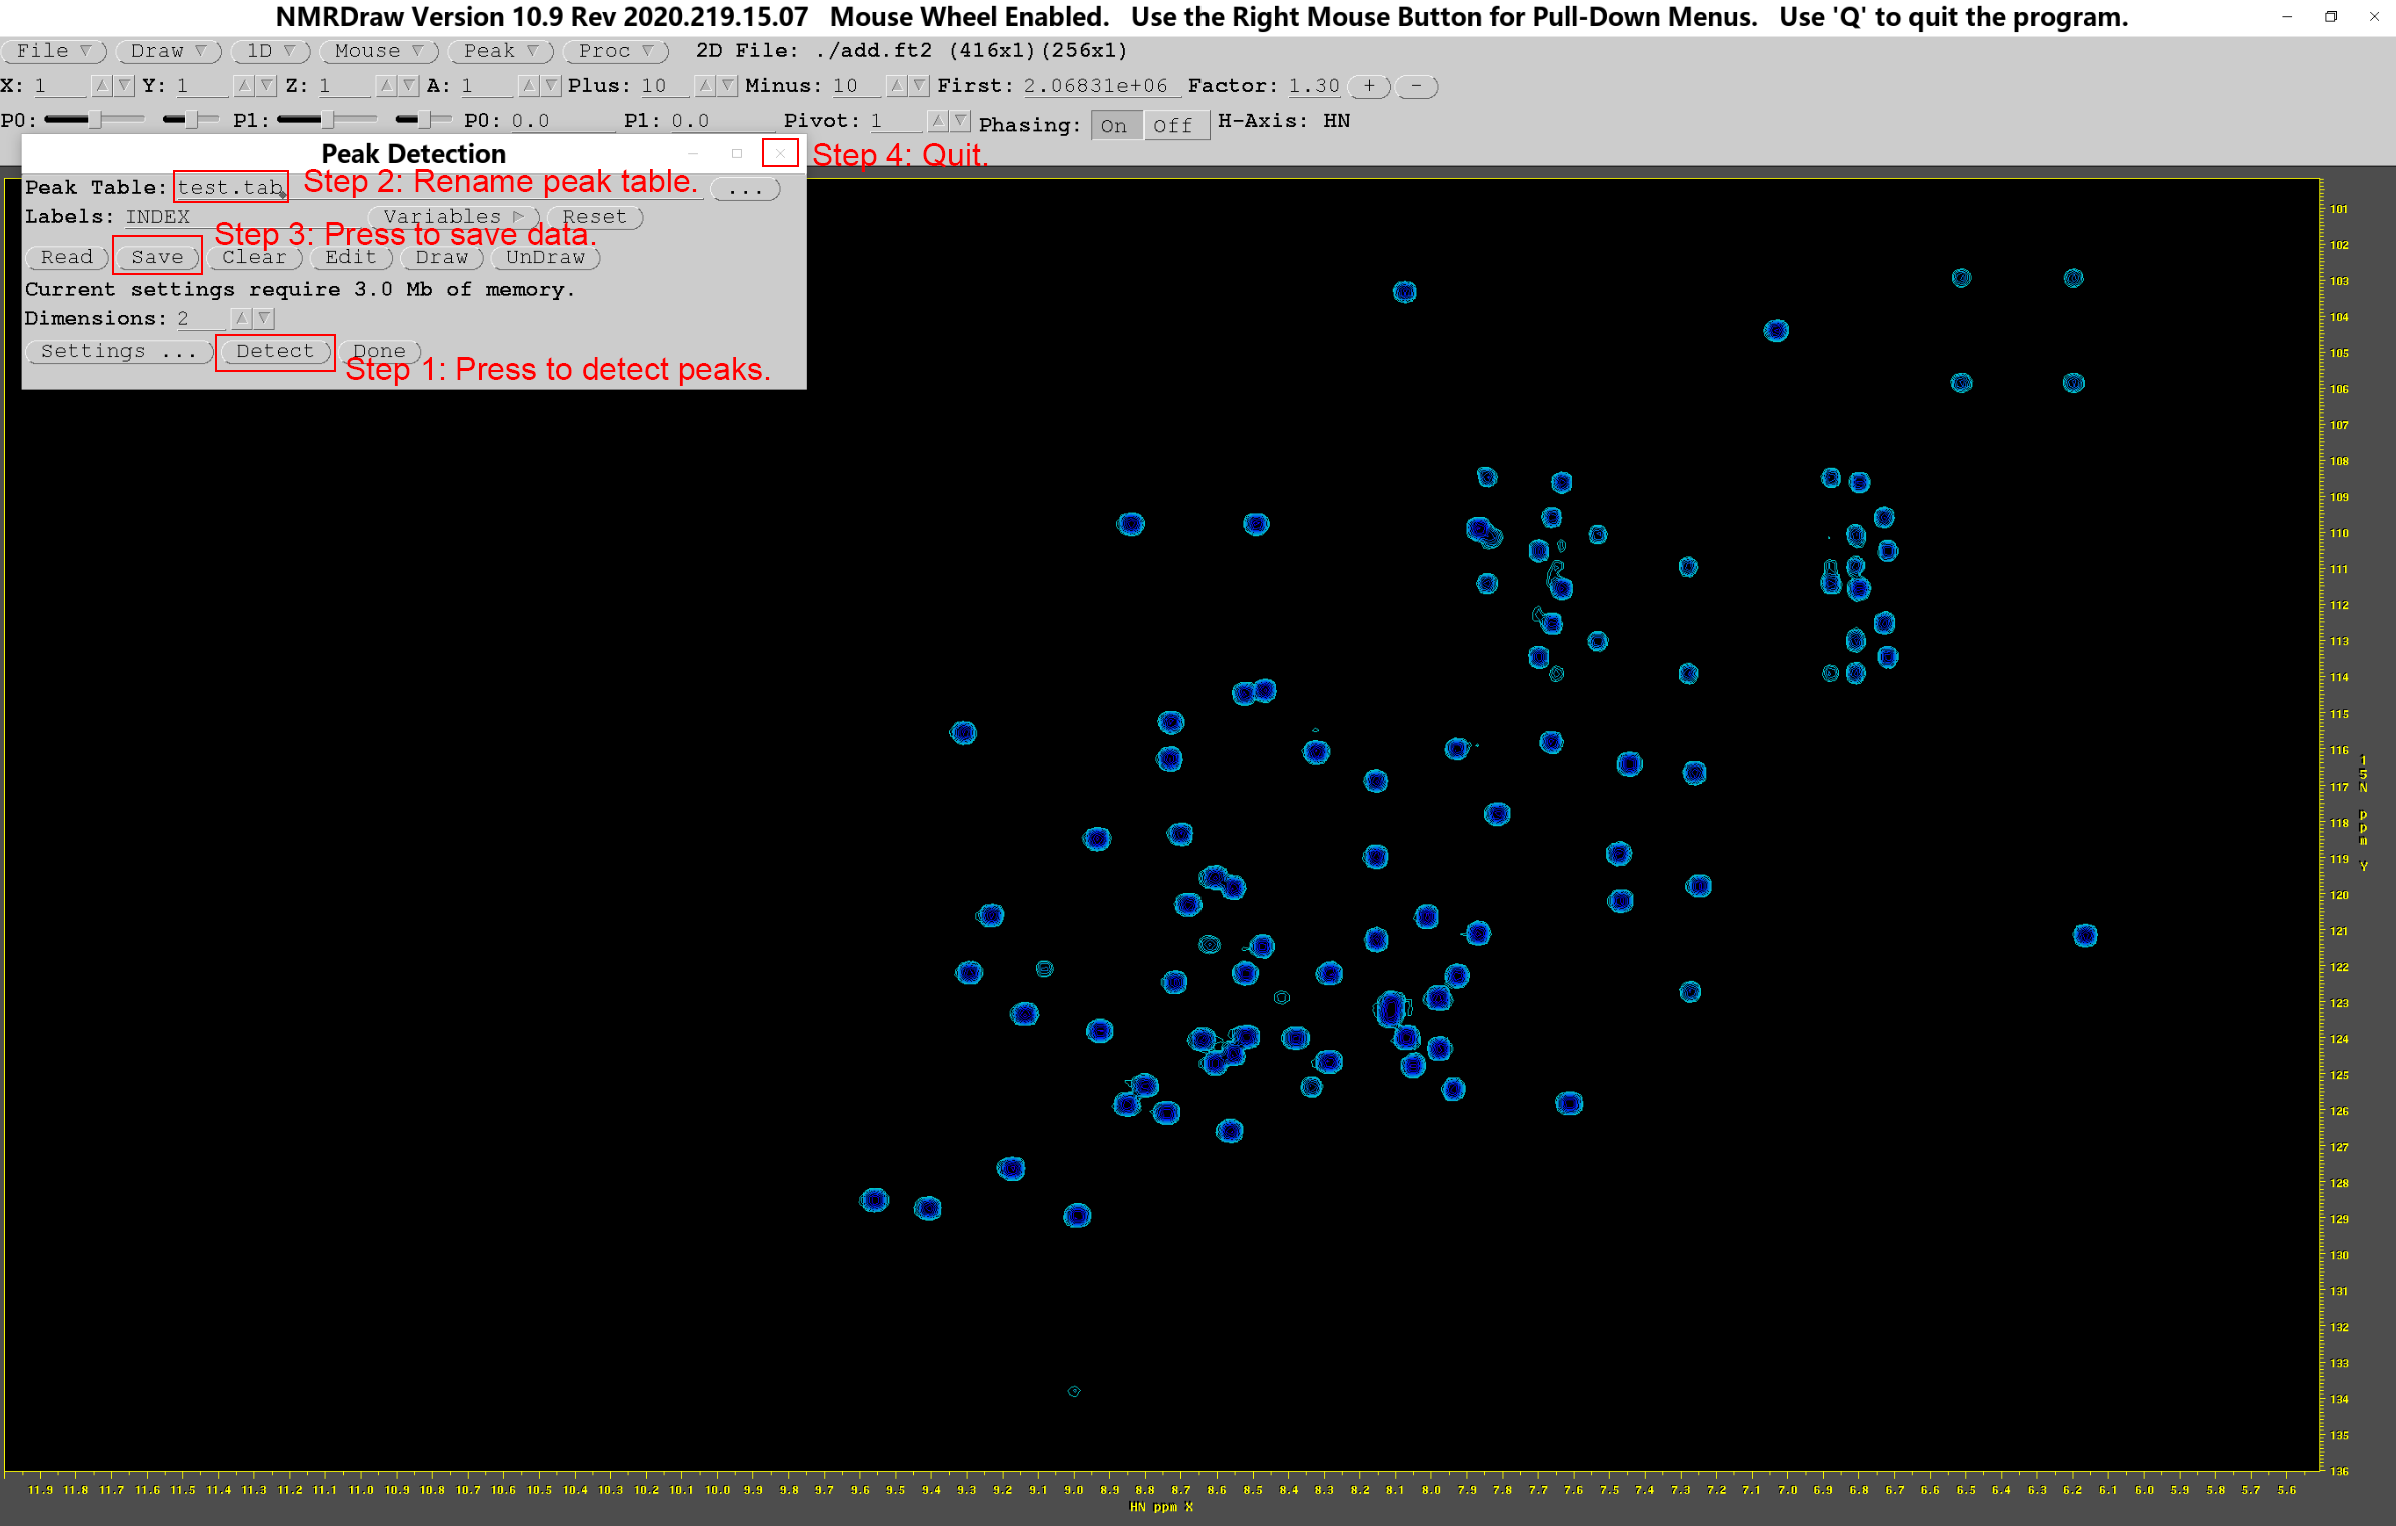 NMRDraw Version 10.9 Rev 2020.219.15.07   Mouse Wheel Enabled.   Use the Right Mouse Button for Pull-Down Menus.   Use 'Q' to quit the program.
File Draw 1D Mouse Peak Proc 2D File: ./add.ft2 (416x1)(256x1)
X: 1 Y: 1 Z: 1 A: 1 Plus: 10 Minus: 10 First: 2.06831e+06 Factor: 1.30 + -
P0: P1: P0: 0.0 P1: 0.0 Pivot: 1 Phasing: On Off H-Axis: HN
Peak Detection
Step 4: Quit.
Peak Table: test.tab Step 2: Rename peak table. ...
Labels: INDEX Variables Reset
Step 3: Press to save data.
Read Save Clear Edit Draw UnDraw
Current settings require 3.0 Mb of memory.
Dimensions: 2
Settings ... Detect Done
Step 1: Press to detect peaks.
101
102
103
104
105
106
107
108
109
110
111
112
113
114
115
116
117
118
119
120
121
122
123
124
125
126
127
128
129
130
131
132
133
134
135
136
15N ppm Y
11.9 11.8 11.7 11.6 11.5 11.4 11.3 11.2 11.1 11.0 10.9 10.8 10.7 10.6 10.5 10.4 10.3 10.2 10.1 10.0 9.9 9.8 9.7 9.6 9.5 9.4 9.3 9.2 9.1 9.0 8.9 8.8 8.7 8.6 8.5 8.4 8.3 8.2 8.1 8.0 7.9 7.8 7.7 7.6 7.5 7.4 7.3 7.2 7.1 7.0 6.9 6.8 6.7 6.6 6.5 6.4 6.3 6.2 6.1 6.0 5.9 5.8 5.7 5.6
HN ppm X